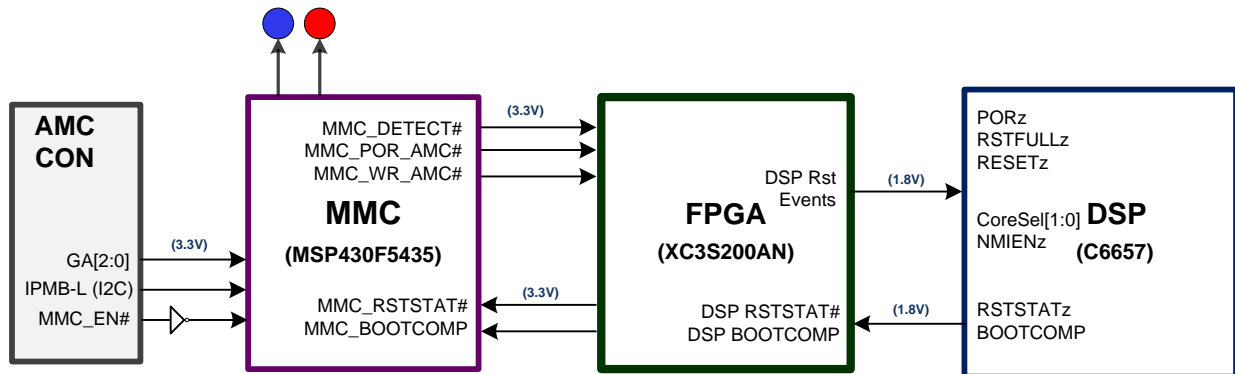 AMC
CON
GA[2:0]
IPMB-L (I2C)
MMC_EN#
(3.3V)
MMC_DETECT#
MMC_POR_AMC#
MMC_WR_AMC#
MMC
(MSP430F5435)
MMC_RSTSTAT#
MMC_BOOTCOMP
(3.3V)
(3.3V)
DSP Rst
Events
FPGA
(XC3S200AN)
DSP RSTSTAT#
DSP BOOTCOMP
(1.8V)
(1.8V)
PORz
RSTFULLz
RESETz
CoreSel[1:0]
NMIENz
DSP
(C6657)
RSTSTATz
BOOTCOMP